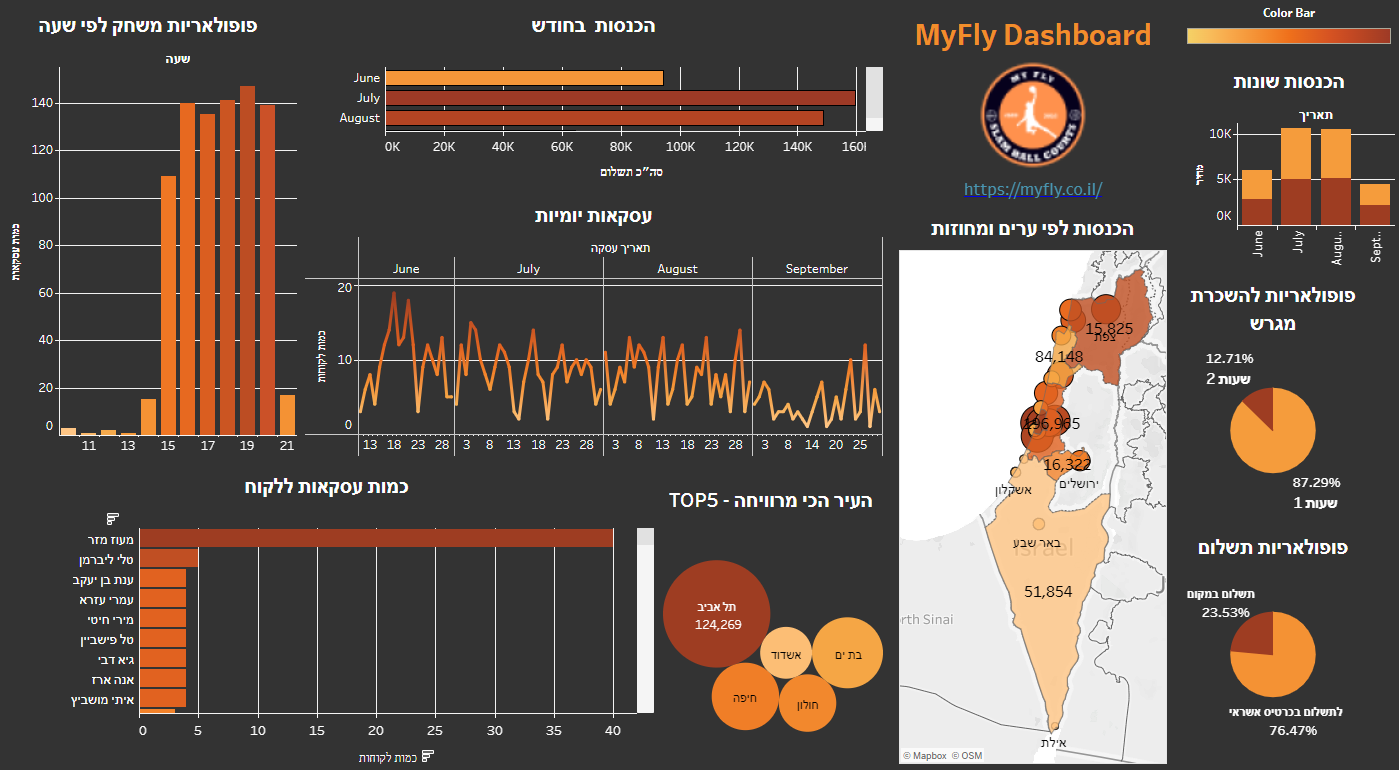 פופולאריות משחק לפי שעה
שעה
כמות עסקאות
140
120
100
80
60
40
20
0
11 13 15 17 19 21
הכנסות בחודש
June
July
August
0K 20K 40K 60K 80K 100K 120K 140K 160K
סה"כ תשלום
עסקאות יומיות
תאריך עסקה
June July August September
כמות לקוחות
20
10
0
13 18 23 28 3 8 13 18 23 28 3 8 13 18 23 28 3 9 14 20 25
כמות עסקאות ללקוח
מעוז מזר
טלי ליברמן
ענת בן יעקב
עמרי עזרא
מירי חיטי
טל פישביין
גיא דבי
אנה ארז
איתי מושביץ
0 5 10 15 20 25 30 35 40
כמות לקוחות
העיר הכי מרוויחה - TOP5
תל אביב
124,269
אשדוד
בת ים
חיפה
חולון
MyFly Dashboard
MY FLY
SLAM BALL COURTS
https://myfly.co.il/
הכנסות לפי ערים ומחוזות
15,825
צפת
84,148
196,965
16,322
ירושלים
אשקלון
באר שבע
Israel
51,854
rth Sinai
אילת
© Mapbox © OSM
Color Bar
הכנסות שונות
תאריך
מחיר
10K
5K
0K
June
July
Augu..
Sept..
פופולאריות להשכרת
מגרש
12.71%
2 שעות
87.29%
1 שעות
פופולאריות תשלום
תשלום במקום
23.53%
לתשלום בכרטיס אשראי
76.47%